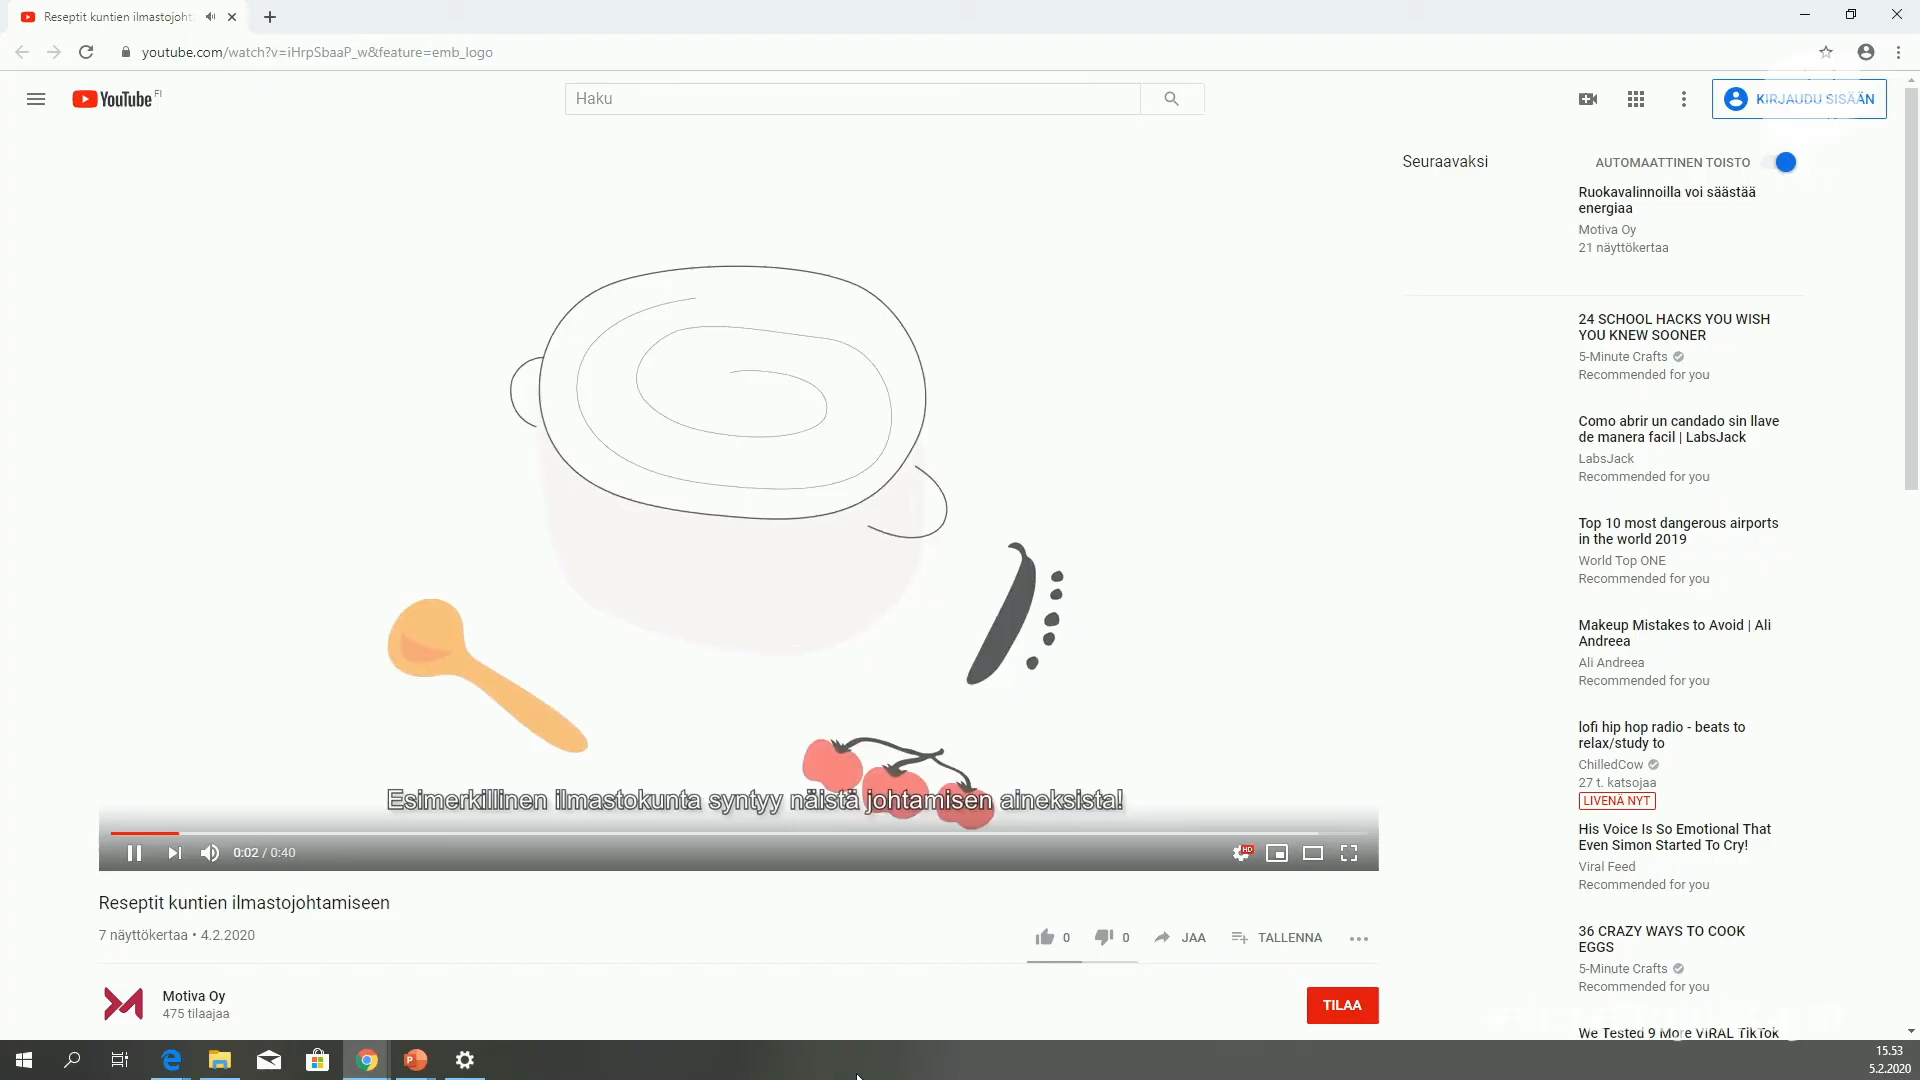 Reseptit kuntien ilmastojoht
youtube.com/watch?v=iHrpSbaaP_w&feature=emb_logo
YouTube FI
Haku
KIRJAUDU SISÄÄN
Seuraavaksi
AUTOMAATTINEN TOISTO
Ruokavalinnoilla voi säästää
energiaa
Motiva Oy
21 näyttökertaa
24 SCHOOL HACKS YOU WISH
YOU KNEW SOONER
5-Minute Crafts
Recommended for you
Como abrir un candado sin llave
de manera facil | LabsJack
LabsJack
Recommended for you
Top 10 most dangerous airports
in the world 2019
World Top ONE
Recommended for you
Makeup Mistakes to Avoid | Ali
Andreea
Ali Andreea
Recommended for you
lofi hip hop radio - beats to
relax/study to
ChilledCow
27 t. katsojaa
LIVENÄ NYT
His Voice Is So Emotional That
Even Simon Started To Cry!
Viral Feed
Recommended for you
36 CRAZY WAYS TO COOK
EGGS
5-Minute Crafts
Recommended for you
We Tested 9 More ViRAL TikTok
Esimerkillinen ilmastokunta syntyy näistä johtamisen aineksista!
0:02 / 0:40
HD
Reseptit kuntien ilmastojohtamiseen
7 näyttökertaa • 4.2.2020
0
0
JAA
TALLENNA
Motiva Oy
475 tilaajaa
TILAA
15.53
5.2.2020